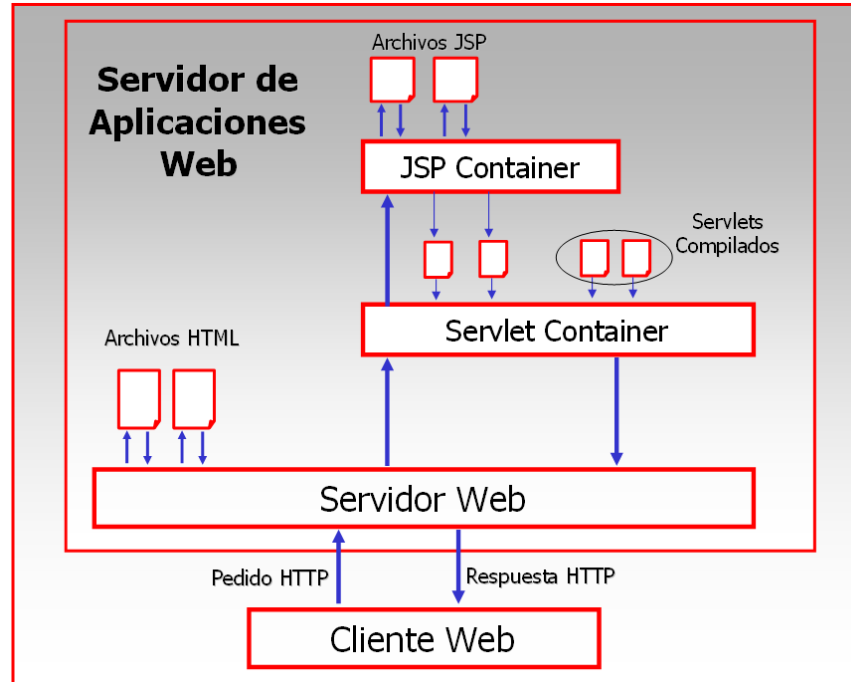 Archivos JSP
Servidor de
Aplicaciones
Web
JSP Container
Servlets
Compilados
Servlet Container
Archivos HTML
Servidor Web
Pedido HTTP
Respuesta HTTP
Cliente Web